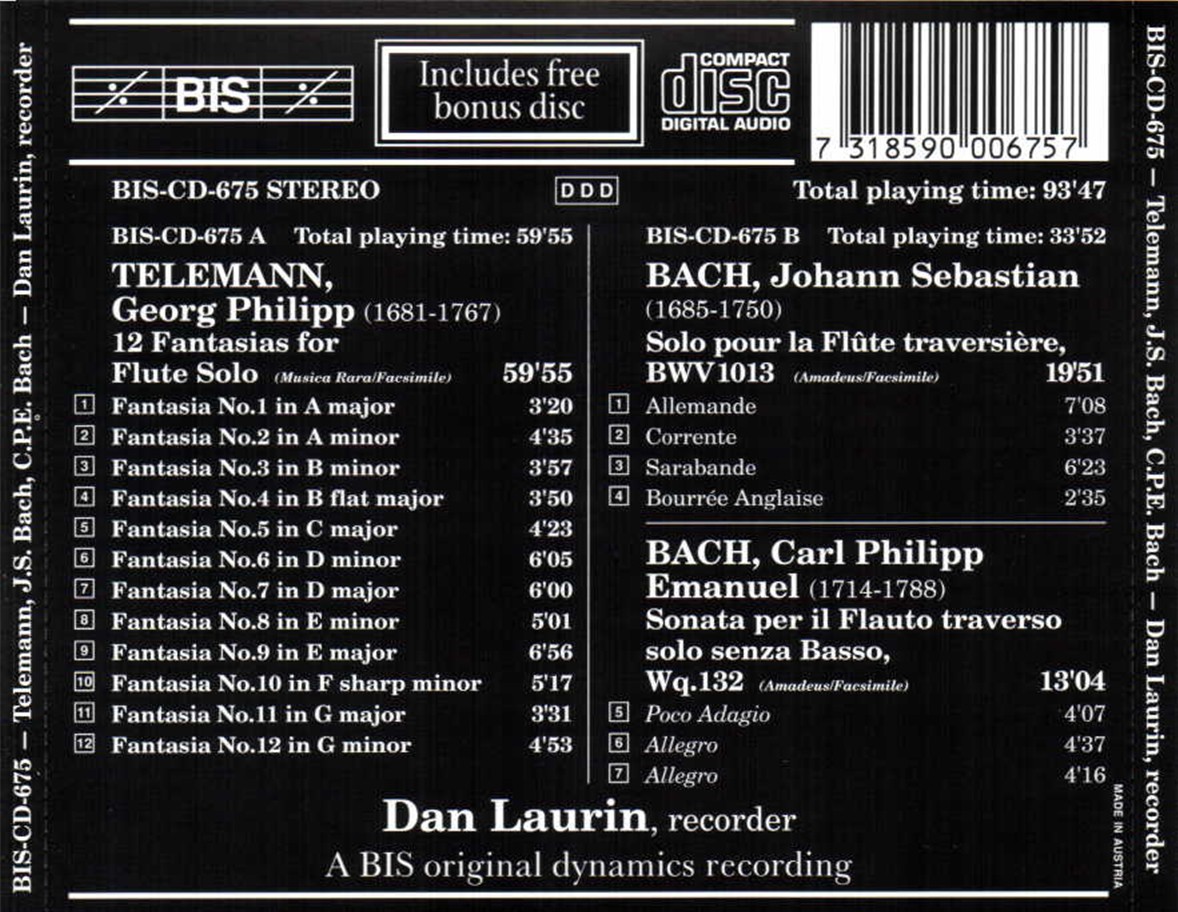 BIS-CD-675 — Telemann, J.S. Bach, C.P.E. Bach — Dan Laurin, recorder
BIS
Includes free
bonus disc
COMPACT
disc
DIGITAL AUDIO
7 318590 006757
BIS-CD-675 STEREO
D D D
Total playing time: 93'47
BIS-CD-675 A Total playing time: 59'55
TELEMANN,
Georg Philipp (1681-1767)
12 Fantasias for
Flute Solo (Musica Rara/Facsimile) 59'55
1 Fantasia No.1 in A major 3'20
2 Fantasia No.2 in A minor 4'35
3 Fantasia No.3 in B minor 3'57
4 Fantasia No.4 in B flat major 3'50
5 Fantasia No.5 in C major 4'23
6 Fantasia No.6 in D minor 6'05
7 Fantasia No.7 in D major 6'00
8 Fantasia No.8 in E minor 5'01
9 Fantasia No.9 in E major 6'56
10 Fantasia No.10 in F sharp minor 5'17
11 Fantasia No.11 in G major 3'31
12 Fantasia No.12 in G minor 4'53
BIS-CD-675 B Total playing time: 33'52
BACH, Johann Sebastian
(1685-1750)
Solo pour la Flûte traversière,
BWV 1013 (Amadeus/Facsimile) 19'51
1 Allemande 7'08
2 Corrente 3'37
3 Sarabande 6'23
4 Bourrée Anglaise 2'35
BACH, Carl Philipp
Emanuel (1714-1788)
Sonata per il Flauto traverso
solo senza Basso,
Wq.132 (Amadeus/Facsimile) 13'04
5 Poco Adagio 4'07
6 Allegro 4'37
7 Allegro 4'16
Dan Laurin, recorder
A BIS original dynamics recording
MADE IN AUSTRIA
BIS-CD-675 — Telemann, J.S. Bach, C.P.E. Bach — Dan Laurin, recorder